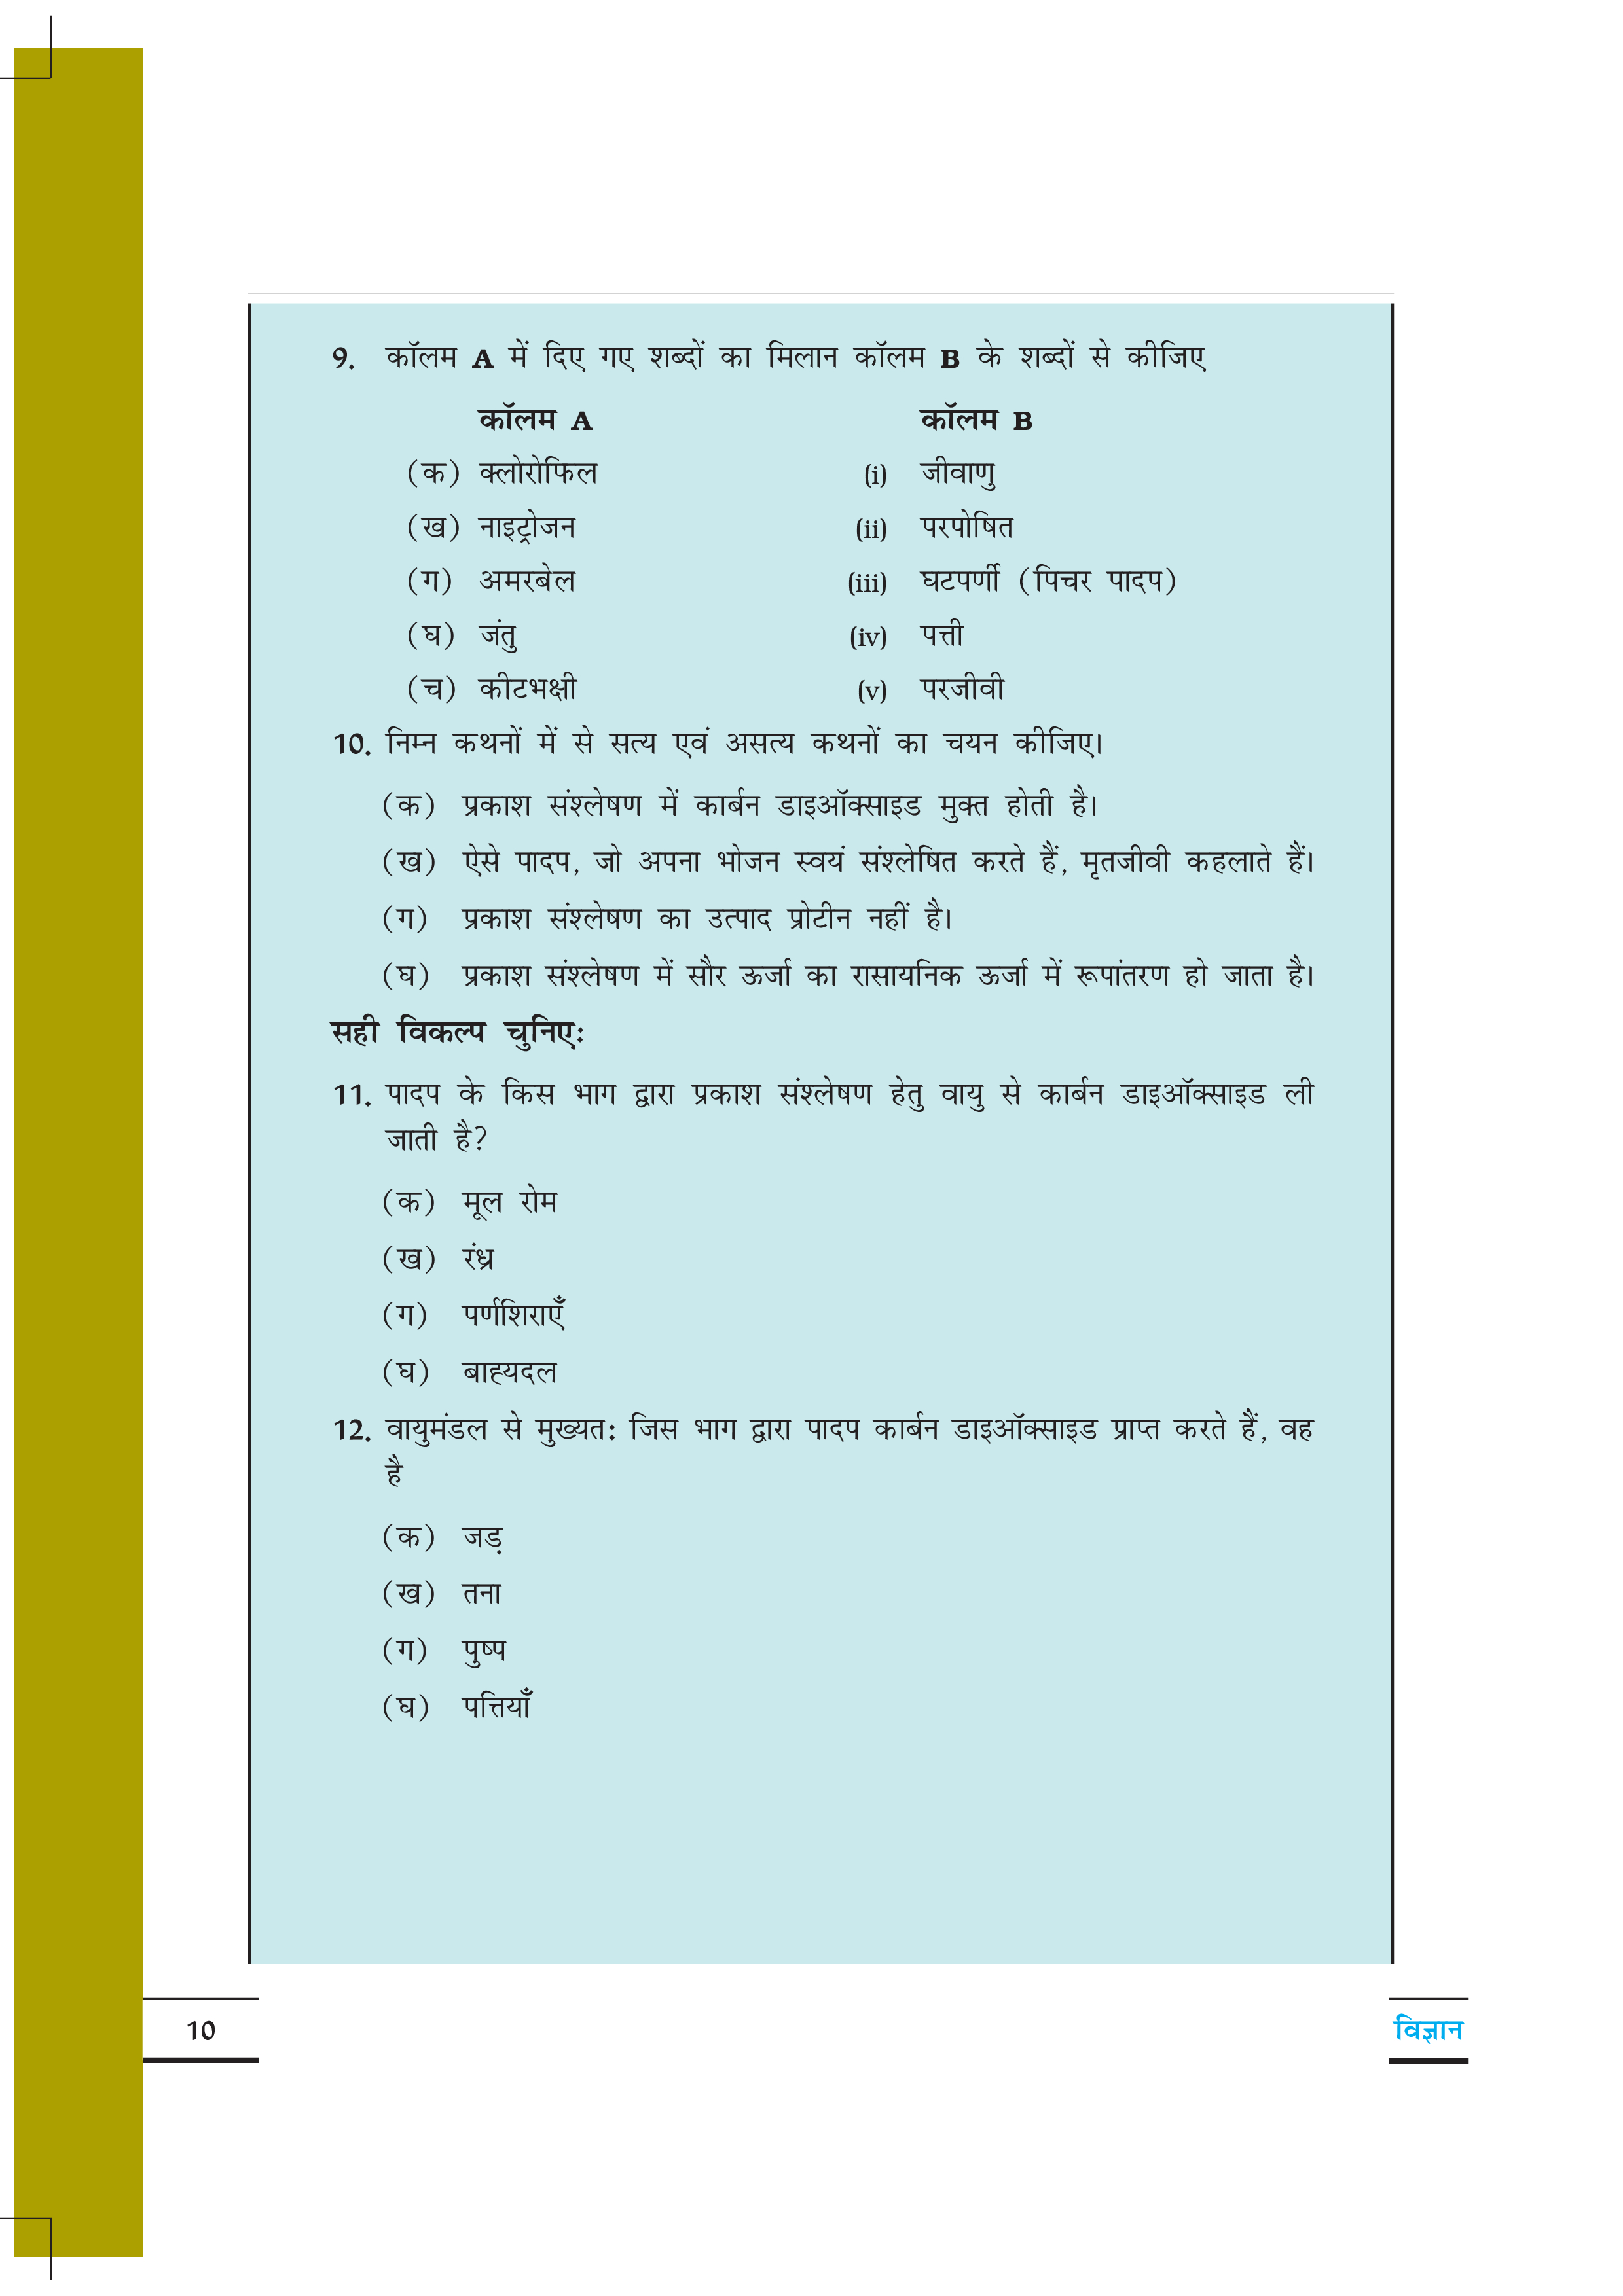 9. कॉलम A में दिए गए शब्दों का मिलान कॉलम B के शब्दों से कीजिए
कॉलम A कॉलम B
(क) क्लोरोफिल (i) जीवाणु
(ख) नाइट्रोजन (ii) परपोषित
(ग) अमरबेल (iii) घटपर्णी (पिचर पादप)
(घ) जंतु (iv) पत्ती
(च) कीटभक्षी (v) परजीवी
10. निम्न कथनों में से सत्य एवं असत्य कथनों का चयन कीजिए।
(क) प्रकाश संश्लेषण में कार्बन डाइऑक्साइड मुक्त होती है।
(ख) ऐसे पादप, जो अपना भोजन स्वयं संश्लेषित करते हैं, मृतजीवी कहलाते हैं।
(ग) प्रकाश संश्लेषण का उत्पाद प्रोटीन नहीं है।
(घ) प्रकाश संश्लेषण में सौर ऊर्जा का रासायनिक ऊर्जा में रूपांतरण हो जाता है।
सही विकल्प चुनिए:
11. पादप के किस भाग द्वारा प्रकाश संश्लेषण हेतु वायु से कार्बन डाइऑक्साइड ली
जाती है?
(क) मूल रोम
(ख) रंध्र
(ग) पर्णशिराएँ
(घ) बाह्यदल
12. वायुमंडल से मुख्यत: जिस भाग द्वारा पादप कार्बन डाइऑक्साइड प्राप्त करते हैं, वह
है
(क) जड़
(ख) तना
(ग) पुष्प
(घ) पत्तियाँ
10 विज्ञान